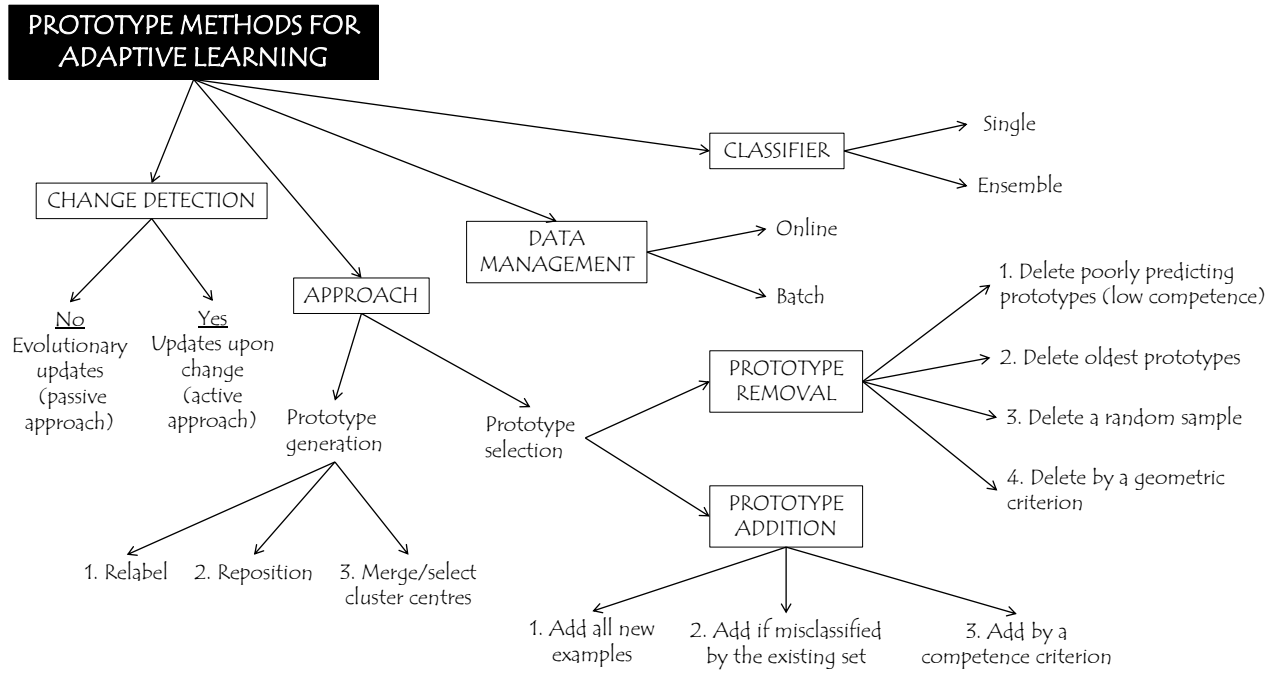 PROTOTYPE METHODS FOR
ADAPTIVE LEARNING
CLASSIFIER
Single
Ensemble
CHANGE DETECTION
No
Evolutionary
updates
(passive
approach)
Yes
Updates upon
change
(active
approach)
DATA
MANAGEMENT
Online
Batch
APPROACH
Prototype
generation
1. Relabel
2. Reposition
3. Merge/select
cluster centres
Prototype
selection
PROTOTYPE
REMOVAL
1. Delete poorly predicting
prototypes (low competence)
2. Delete oldest prototypes
3. Delete a random sample
4. Delete by a geometric
criterion
PROTOTYPE
ADDITION
1. Add all new
examples
2. Add if misclassified
by the existing set
3. Add by a
competence criterion